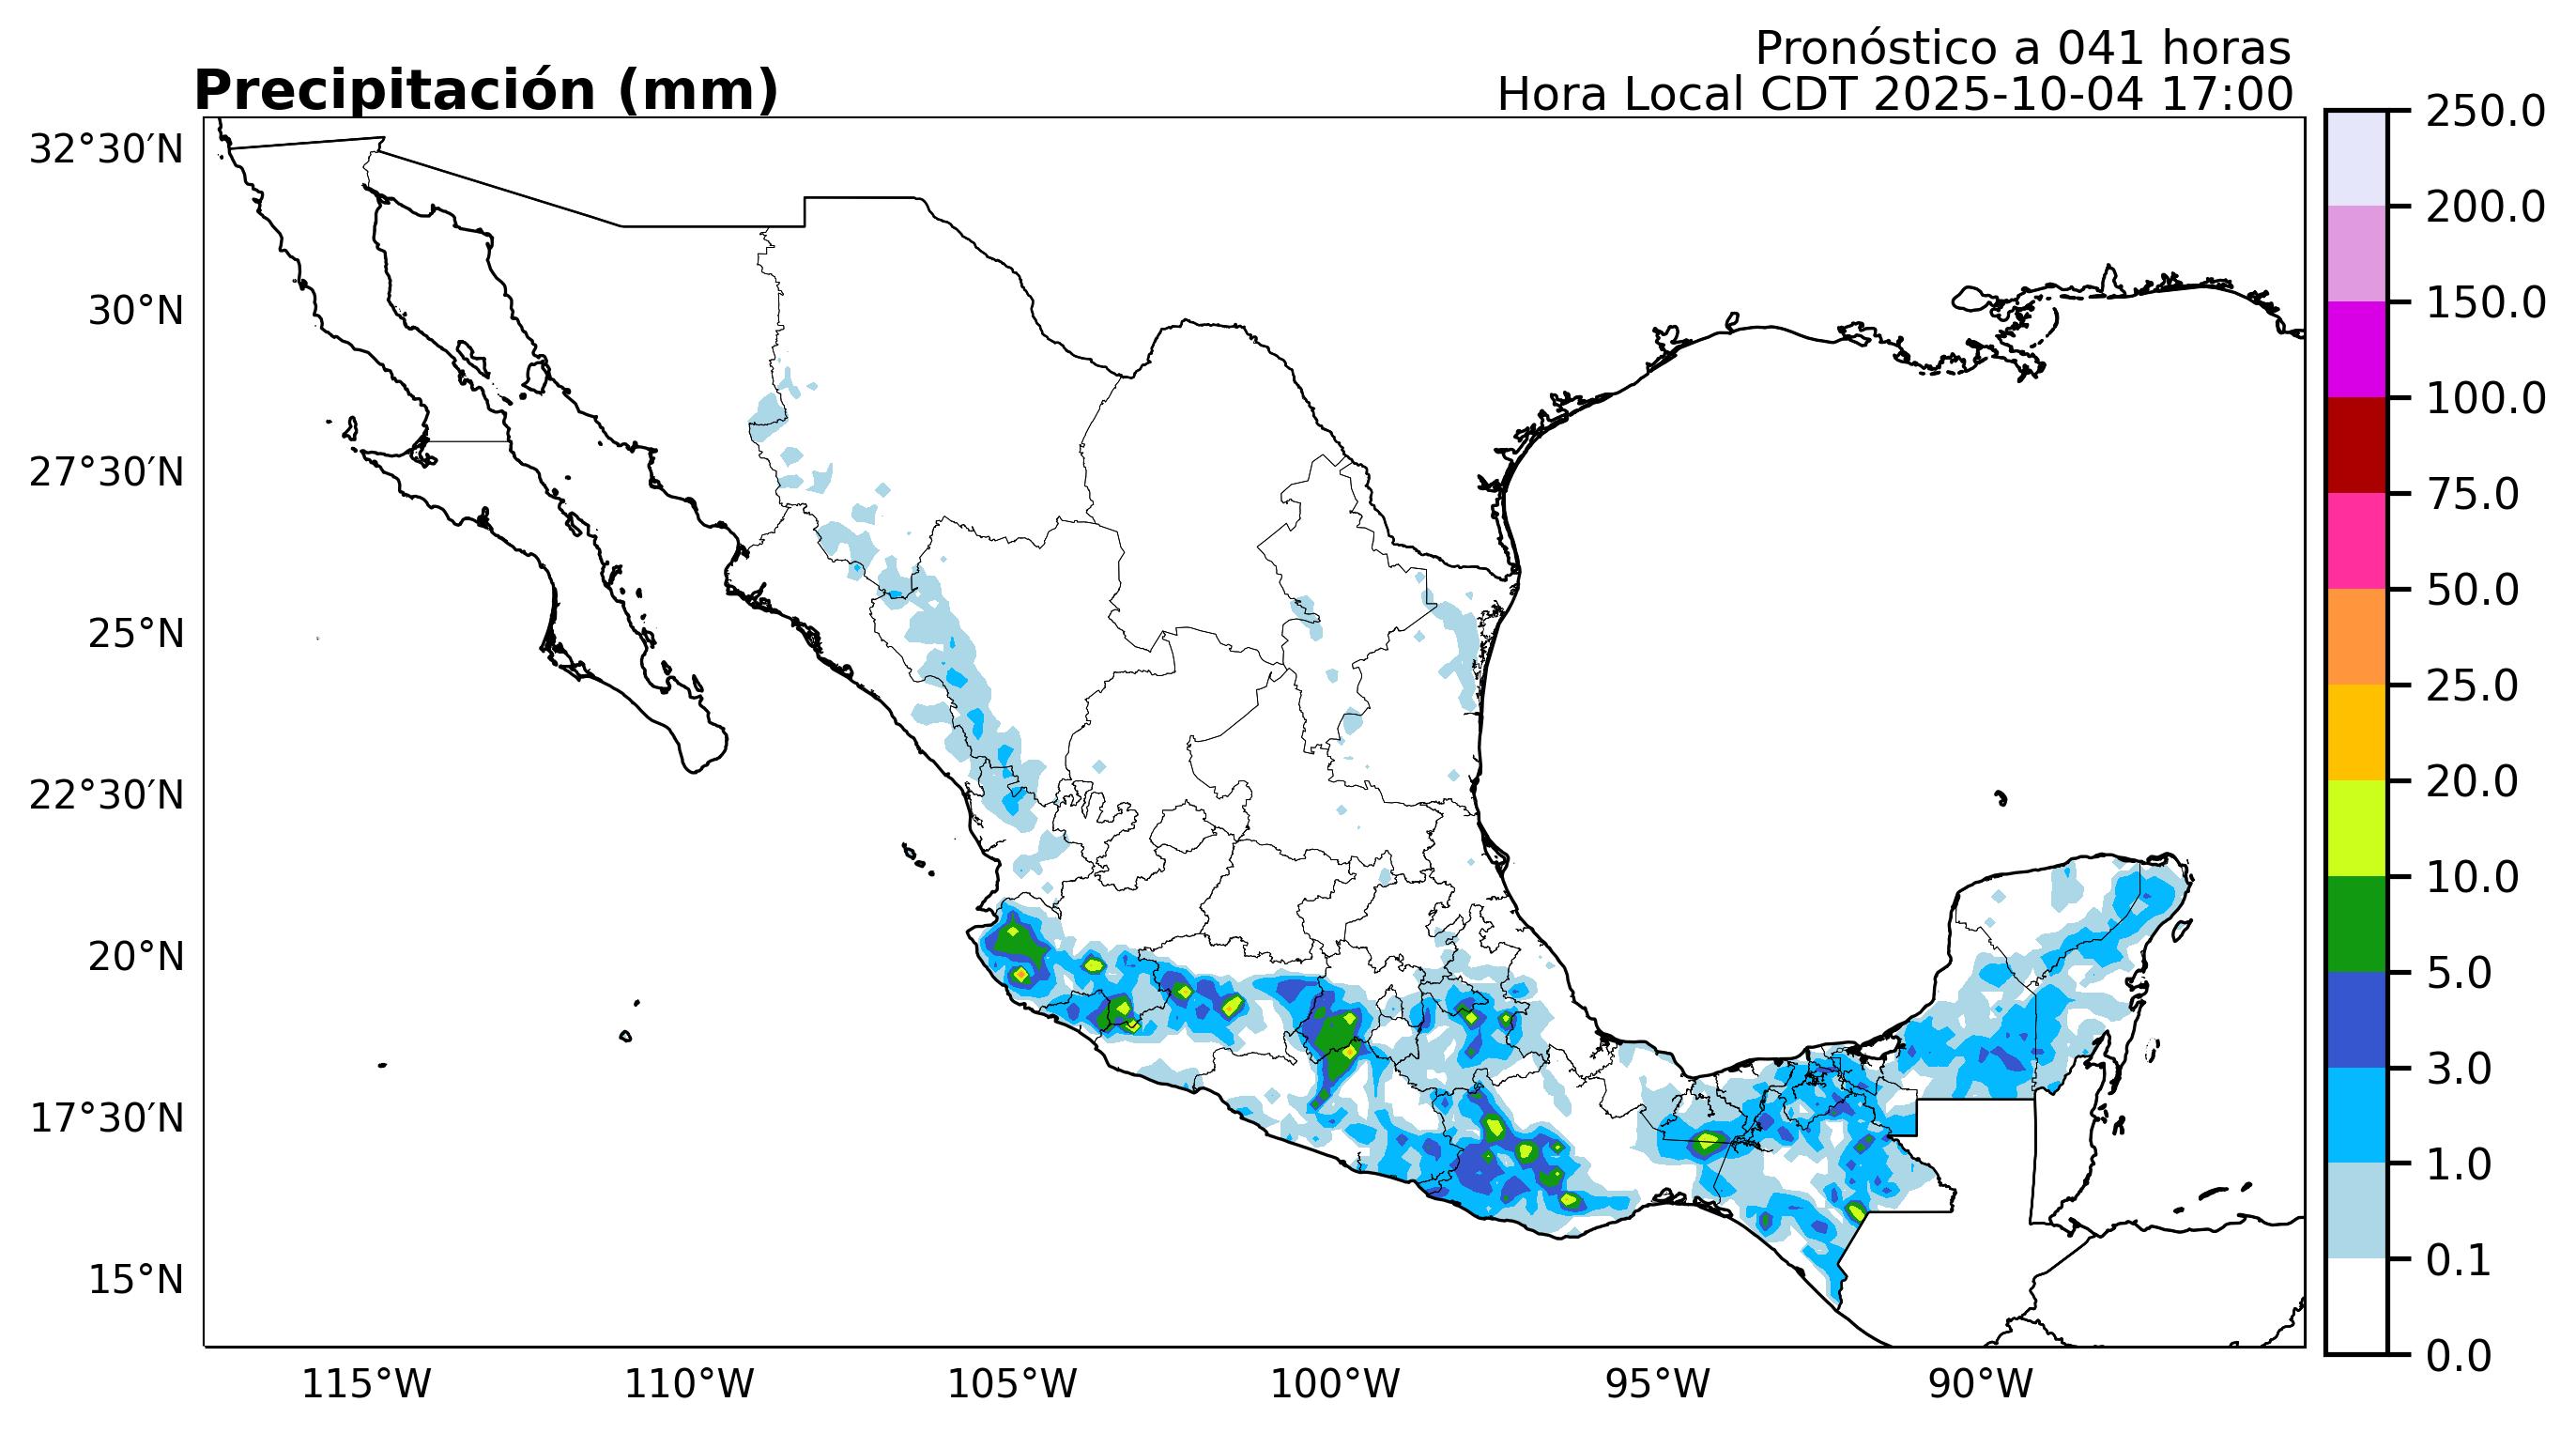 Pronóstico a 041 horas
Precipitación (mm)
Hora Local CDT 2025-10-04 17:00
32°30′N
30°N
27°30′N
25°N
22°30′N
20°N
17°30′N
15°N
115°W
110°W
105°W
100°W
95°W
90°W
250.0
200.0
150.0
100.0
75.0
50.0
25.0
20.0
10.0
5.0
3.0
1.0
0.1
0.0